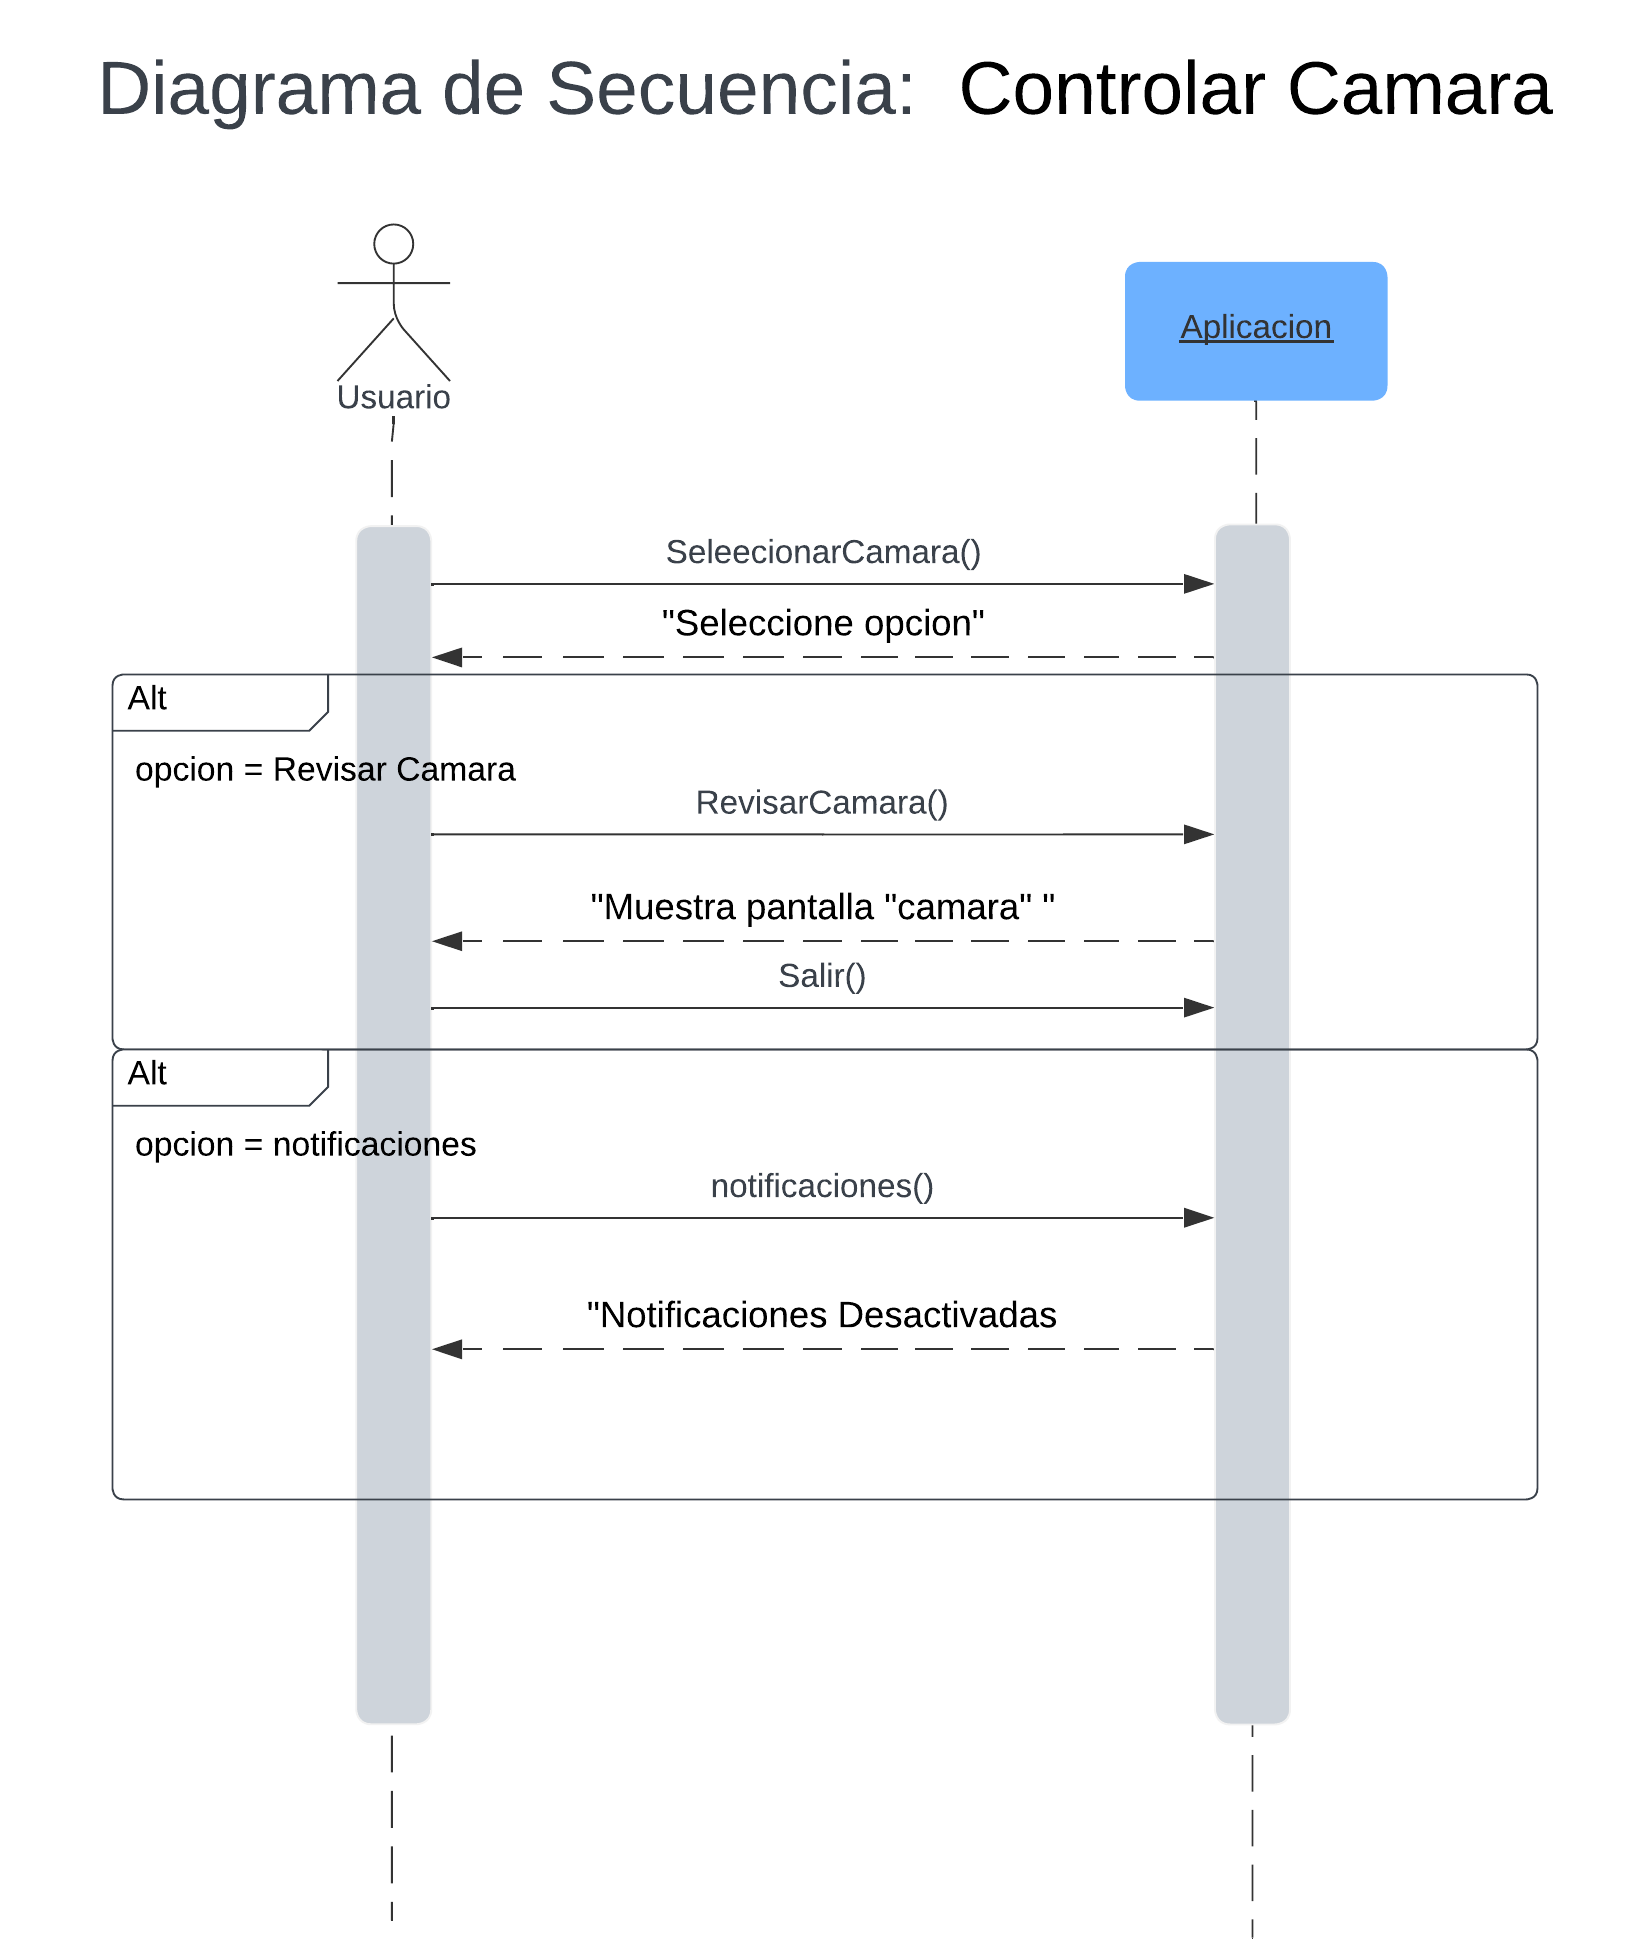 Diagrama de Secuencia:  Controlar Camara
Usuario
Aplicacion
SeleecionarCamara()
"Seleccione opcion"
Alt
opcion = Revisar Camara
RevisarCamara()
"Muestra pantalla "camara" "
Salir()
Alt
opcion = notificaciones
notificaciones()
"Notificaciones Desactivadas